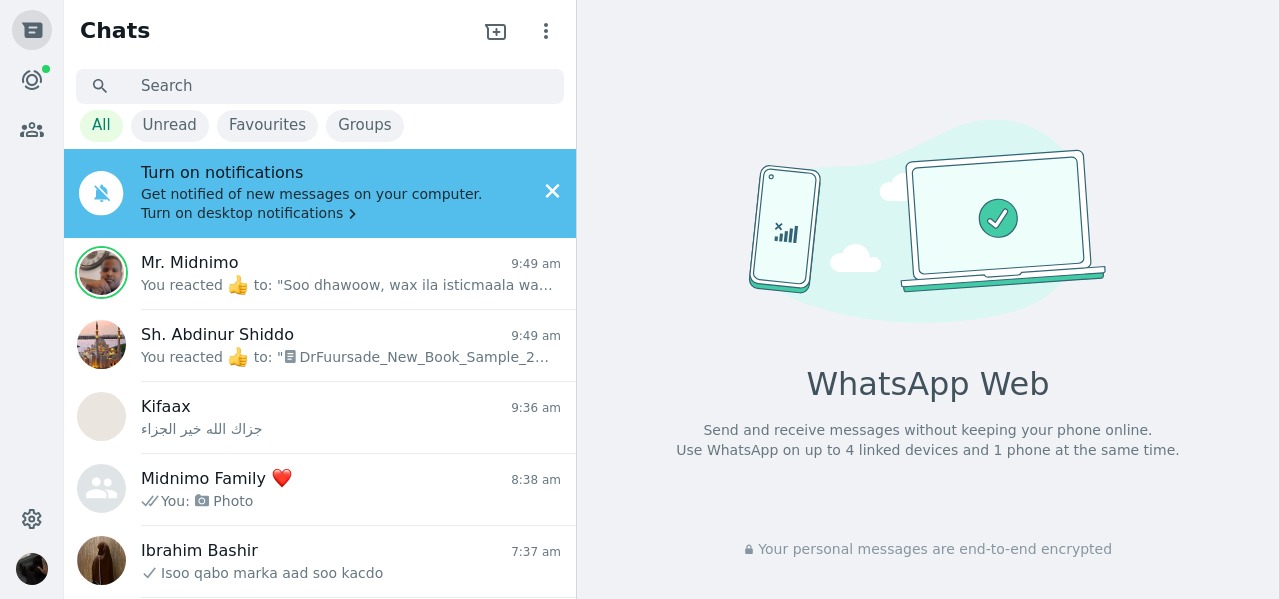 Chats
Search
All
Unread
Favourites
Groups
Turn on notifications
Get notified of new messages on your computer.
Turn on desktop notifications
Mr. Midnimo
9:49 am
You reacted 👍 to: "Soo dhawoow, wax ila isticmaala wa...
Sh. Abdinur Shiddo
9:49 am
You reacted 👍 to: "DrFuursade_New_Book_Sample_2...
Kifaax
9:36 am
جزاك الله خير الجزاء
Midnimo Family ❤️
8:38 am
You: Photo
Ibrahim Bashir
7:37 am
Isoo qabo marka aad soo kacdo
WhatsApp Web
Send and receive messages without keeping your phone online.
Use WhatsApp on up to 4 linked devices and 1 phone at the same time.
Your personal messages are end-to-end encrypted